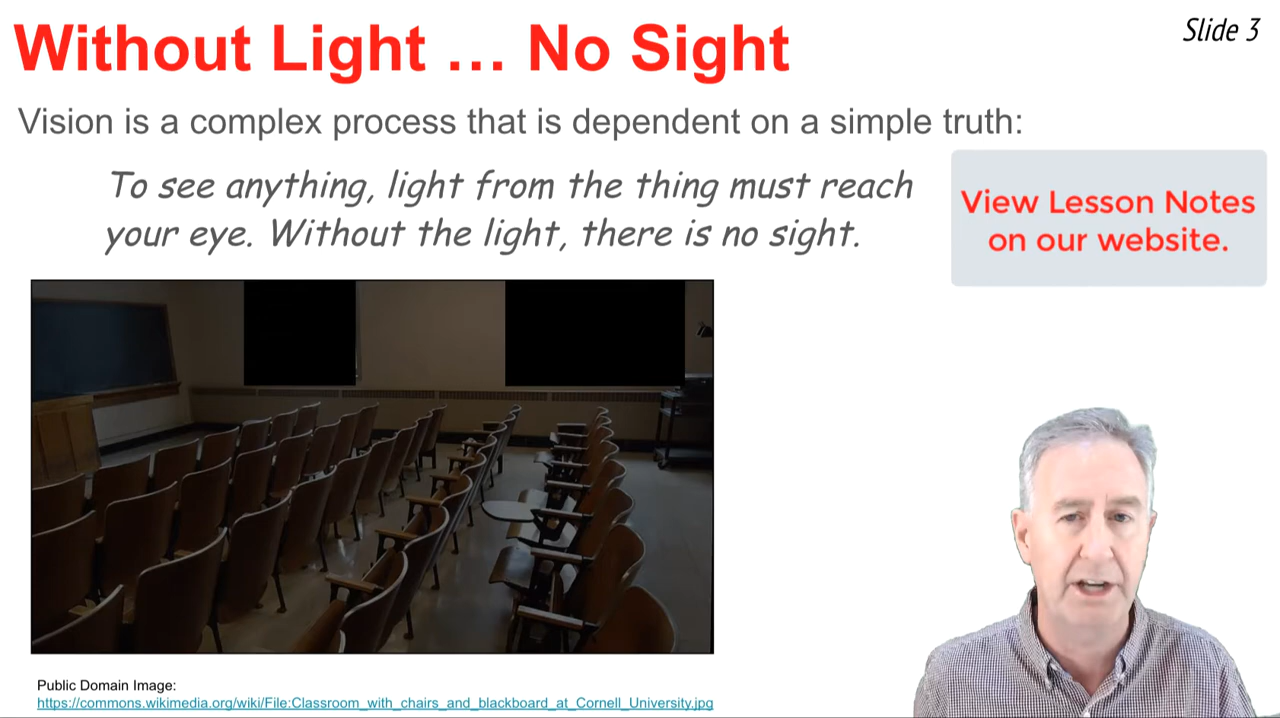 Without Light … No Sight
Slide 3
Vision is a complex process that is dependent on a simple truth:
To see anything, light from the thing must reach
your eye. Without the light, there is no sight.
View Lesson Notes
on our website.
Public Domain Image:
https://commons.wikimedia.org/wiki/File:Classroom_with_chairs_and_blackboard_at_Cornell_University.jpg